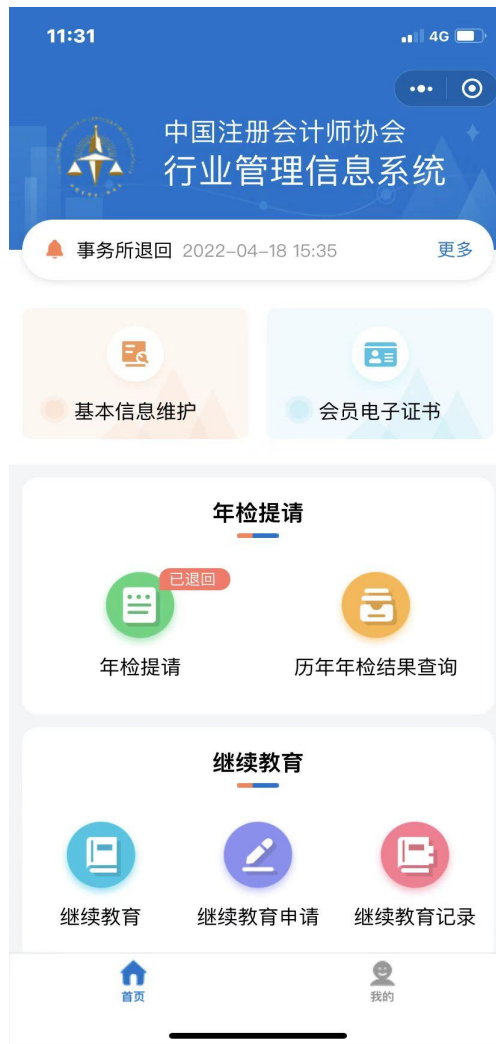 11:31
4G
中国注册会计师协会
行业管理信息系统
事务所退回 2022-04-18 15:35 更多
基本信息维护 会员电子证书
年检提请
已退回
年检提请 历年年检结果查询
继续教育
继续教育 继续教育申请 继续教育记录
首页 我的